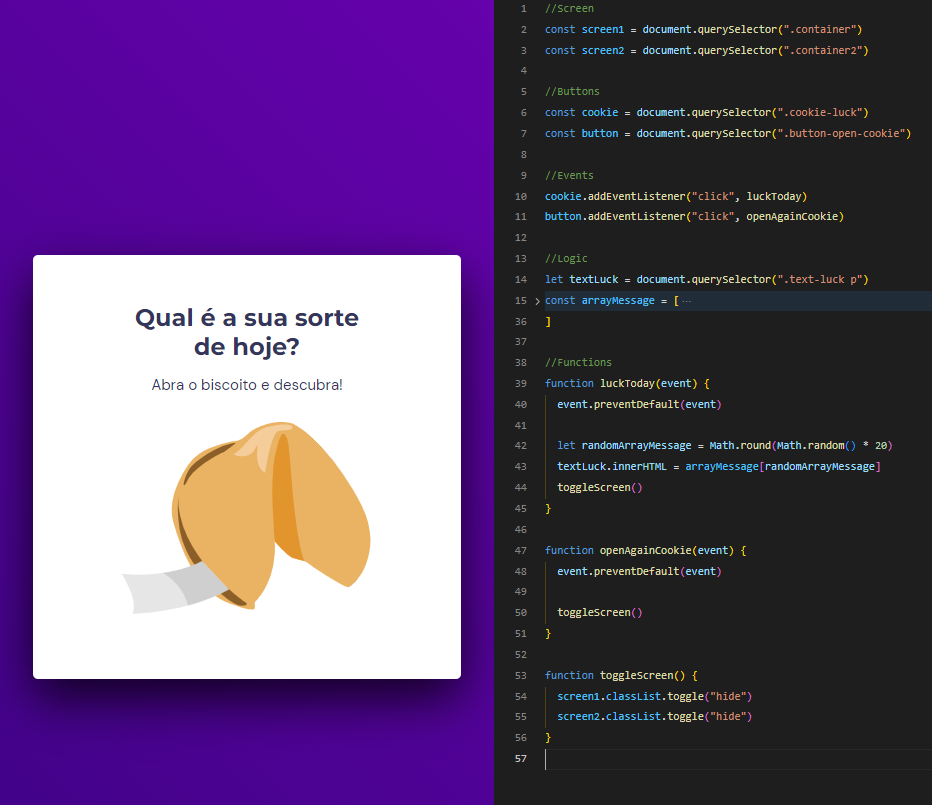 Qual é a sua sorte
de hoje?
Abra o biscoito e descubra!
1 //Screen
2 const screen1 = document.querySelector(".container")
3 const screen2 = document.querySelector(".container2")
4
5 //Buttons
6 const cookie = document.querySelector(".cookie-luck")
7 const button = document.querySelector(".button-open-cookie")
8
9 //Events
10 cookie.addEventListener("click", luckToday)
11 button.addEventListener("click", openAgainCookie)
12
13 //Logic
14 let textLuck = document.querySelector(".text-luck p")
15 const arrayMessage = [ ...
36 ]
37
38 //Functions
39 function luckToday(event) {
40   event.preventDefault(event)
41
42   let randomArrayMessage = Math.round(Math.random() * 20)
43   textLuck.innerHTML = arrayMessage[randomArrayMessage]
44   toggleScreen()
45 }
46
47 function openAgainCookie(event) {
48   event.preventDefault(event)
49
50   toggleScreen()
51 }
52
53 function toggleScreen() {
54   screen1.classList.toggle("hide")
55   screen2.classList.toggle("hide")
56 }
57